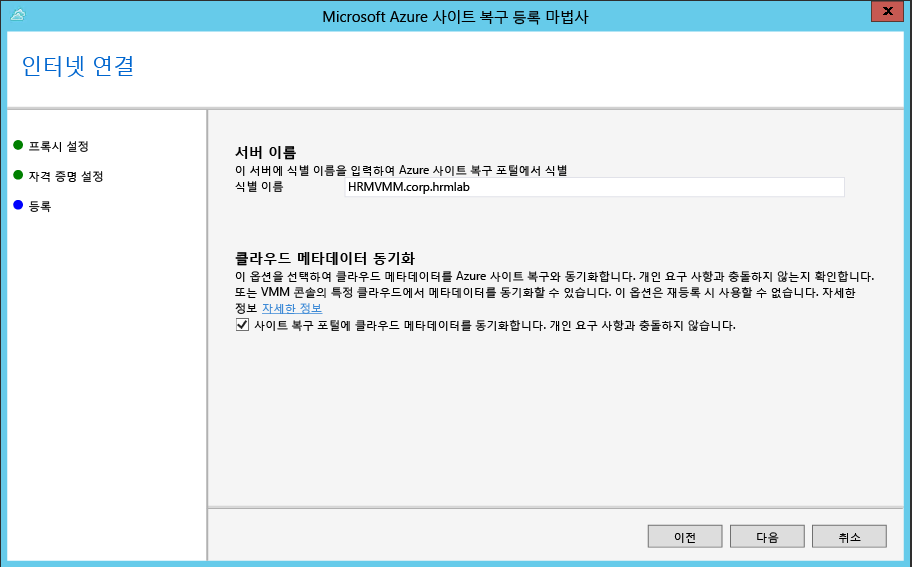 Microsoft Azure 사이트 복구 등록 마법사
x
인터넷 연결
프록시 설정
자격 증명 설정
등록
서버 이름
이 서버에 식별 이름을 입력하여 Azure 사이트 복구 포털에서 식별
식별 이름 HRMVMM.corp.hrmlab
클라우드 메타데이터 동기화
이 옵션을 선택하여 클라우드 메타데이터를 Azure 사이트 복구와 동기화합니다. 개인 요구 사항과 충돌하지 않는지 확인합니다.
또는 VMM 콘솔의 특정 클라우드에서 메타데이터를 동기화할 수 있습니다. 이 옵션은 재등록 시 사용할 수 없습니다. 자세한
정보 자세한 정보
사이트 복구 포털에 클라우드 메타데이터를 동기화합니다. 개인 요구 사항과 충돌하지 않습니다.
이전 다음 취소